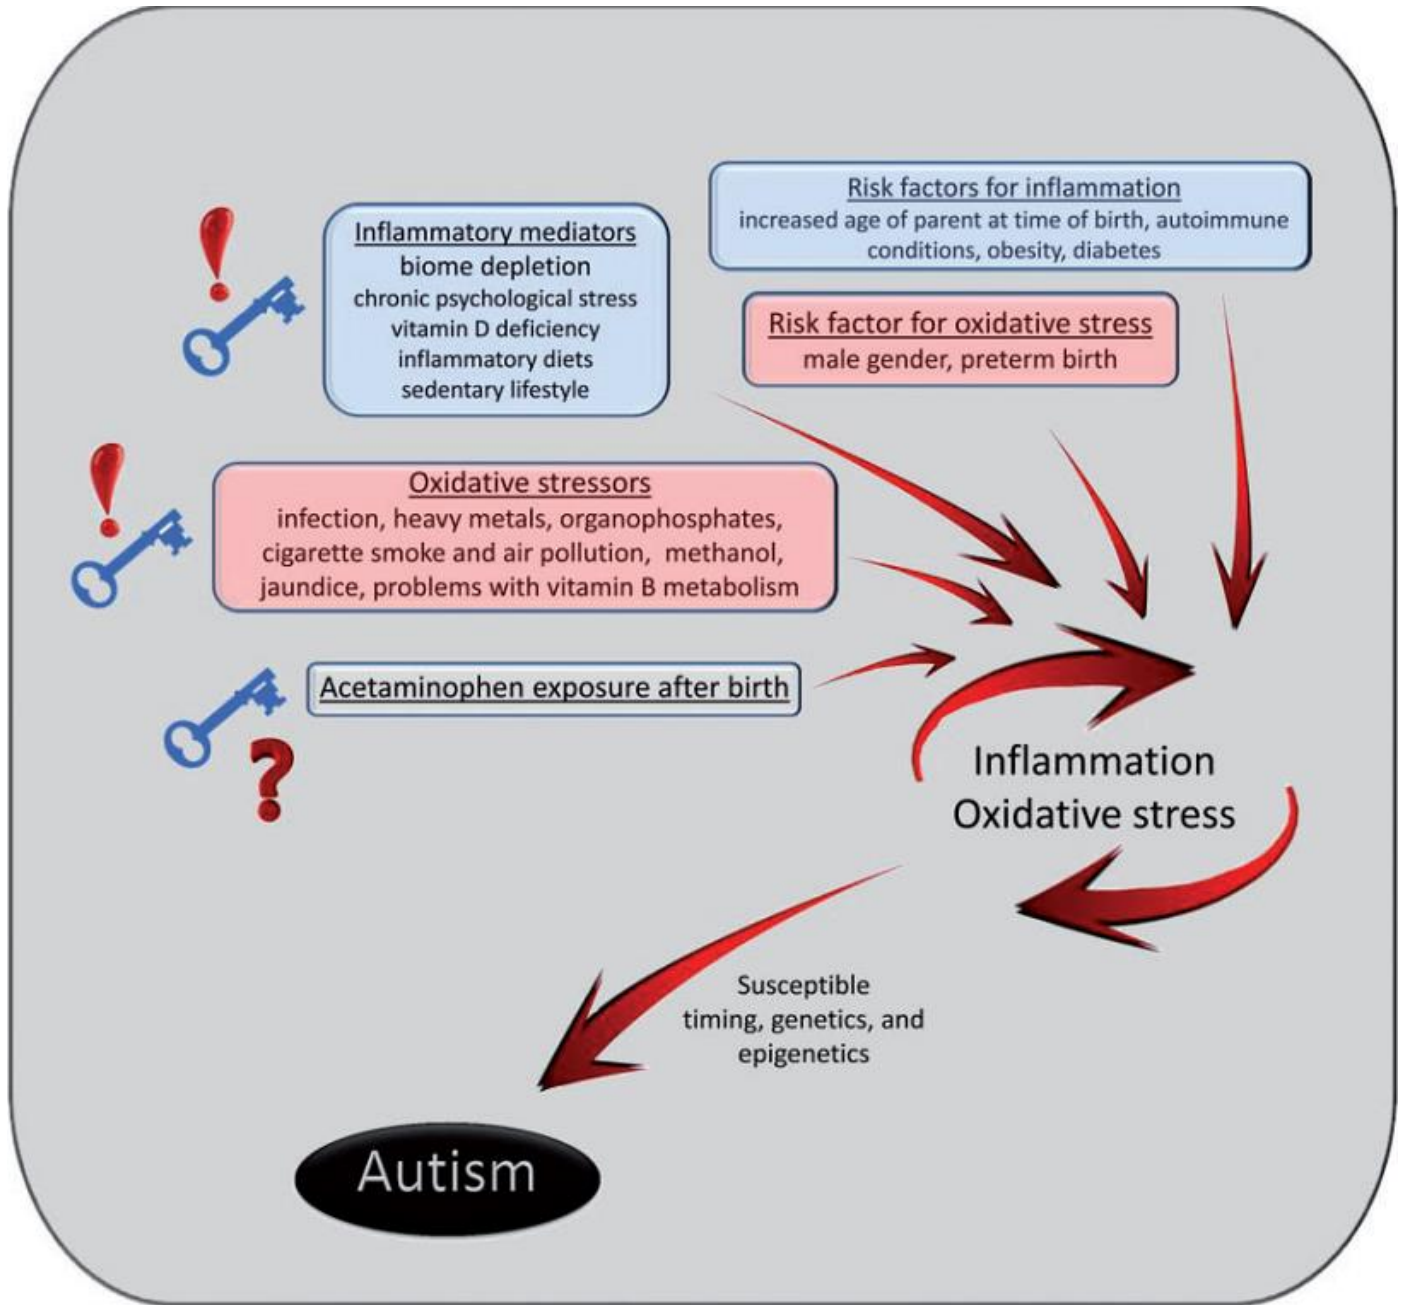 Risk factors for inflammation
increased age of parent at time of birth, autoimmune
conditions, obesity, diabetes
Inflammatory mediators
biome depletion
chronic psychological stress
vitamin D deficiency
inflammatory diets
sedentary lifestyle
Risk factor for oxidative stress
male gender, preterm birth
Oxidative stressors
infection, heavy metals, organophosphates,
cigarette smoke and air pollution, methanol,
jaundice, problems with vitamin B metabolism
Acetaminophen exposure after birth
Inflammation
Oxidative stress
Susceptible
timing, genetics, and
epigenetics
Autism